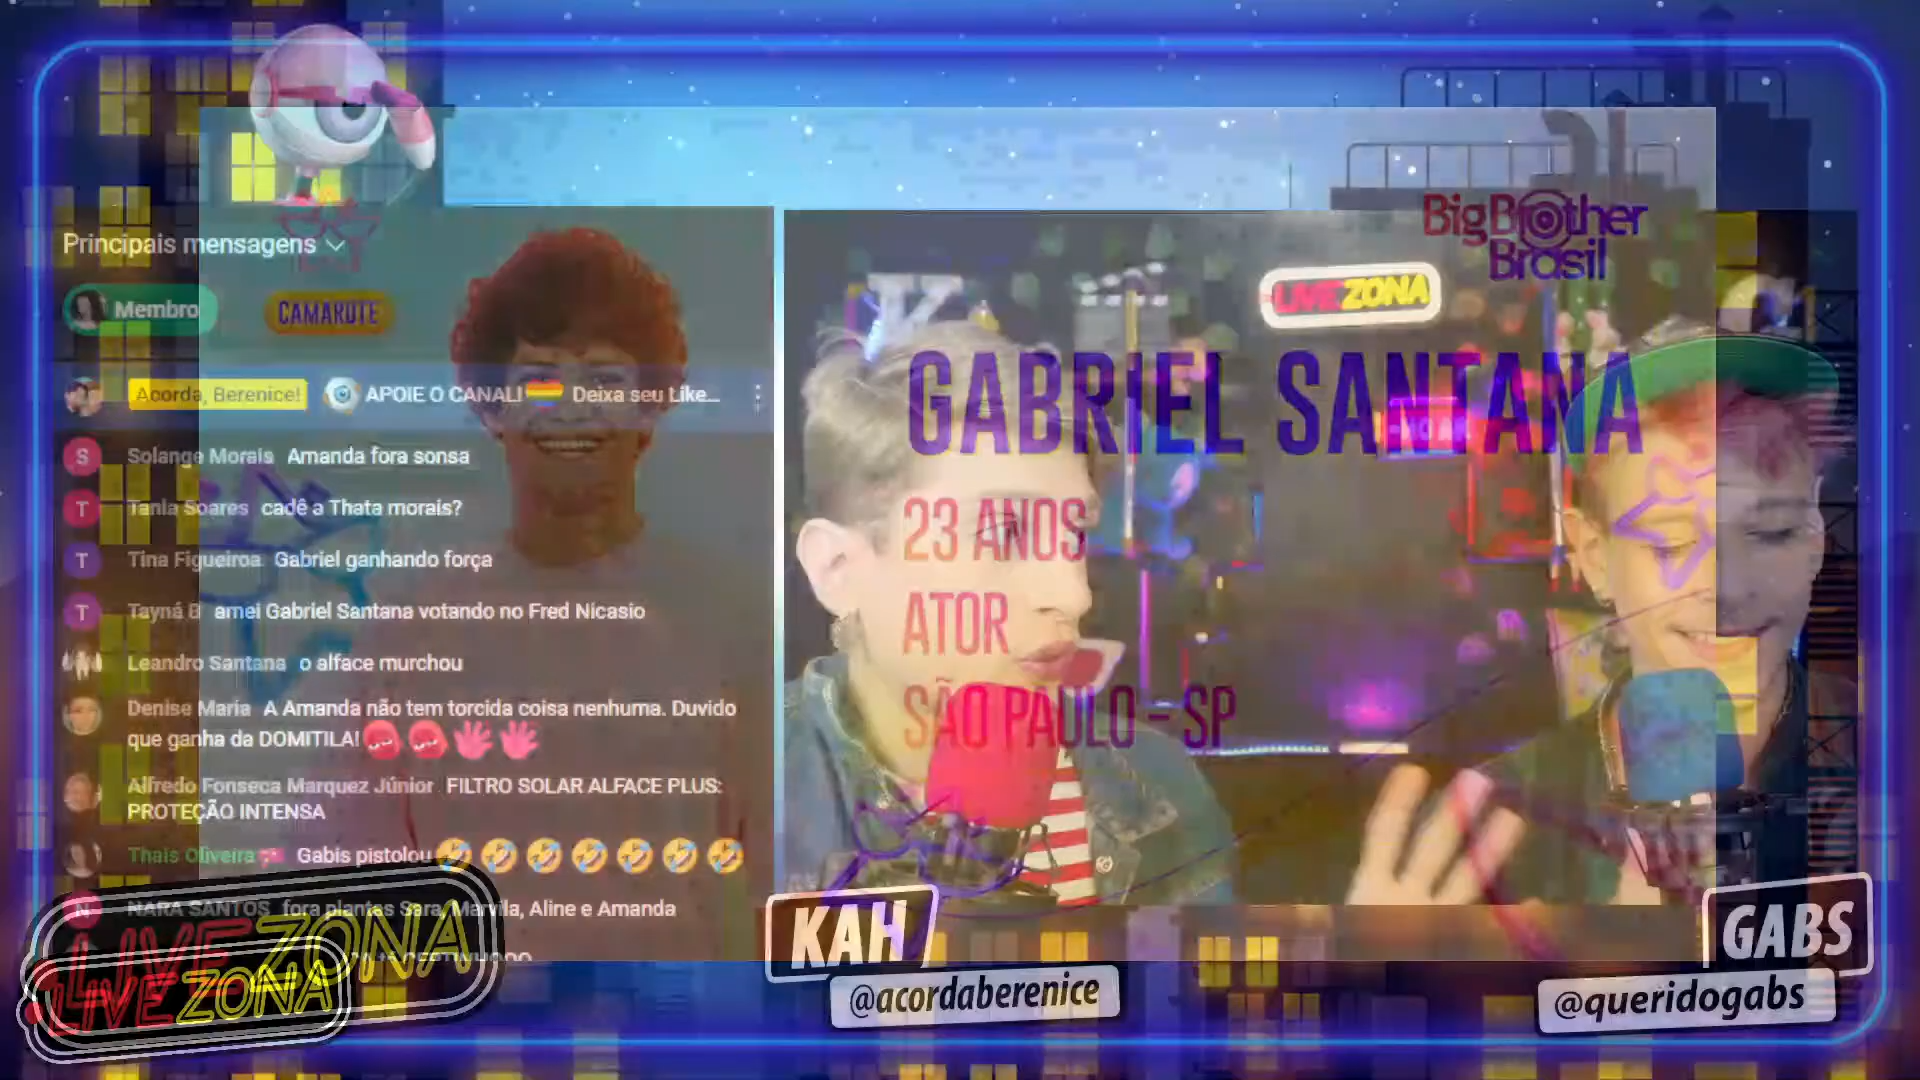 Principais mensagens
Membro
CAMAROTE
Acorda, Berenice! APOIE O CANAL! Deixa seu Like...
S Solange Morais Amanda fora sonsa
T Tania Soares cadê a Thata morais?
T Tina Figueiroa Gabriel ganhando força
T Tayná B amei Gabriel Santana votando no Fred Nicasio
Leandro Santana o alface murchou
Denise Maria A Amanda não tem torcida coisa nenhuma. Duvido
que ganha da DOMITILA!
Alfredo Fonseca Marquez Júnior FILTRO SOLAR ALFACE PLUS:
PROTEÇÃO INTENSA
Thais Oliveira Gabis pistolou
N NARA SANTOS fora plantas Sara, Marvila, Aline e Amanda
LIVE ZONA
LIVE ZONA
Big Brother
Brasil
LIVE ZONA
GABRIEL SANTANA
23 ANOS
ATOR
SÃO PAULO - SP
KAH
@acordaberenice
GABS
@queridogabs